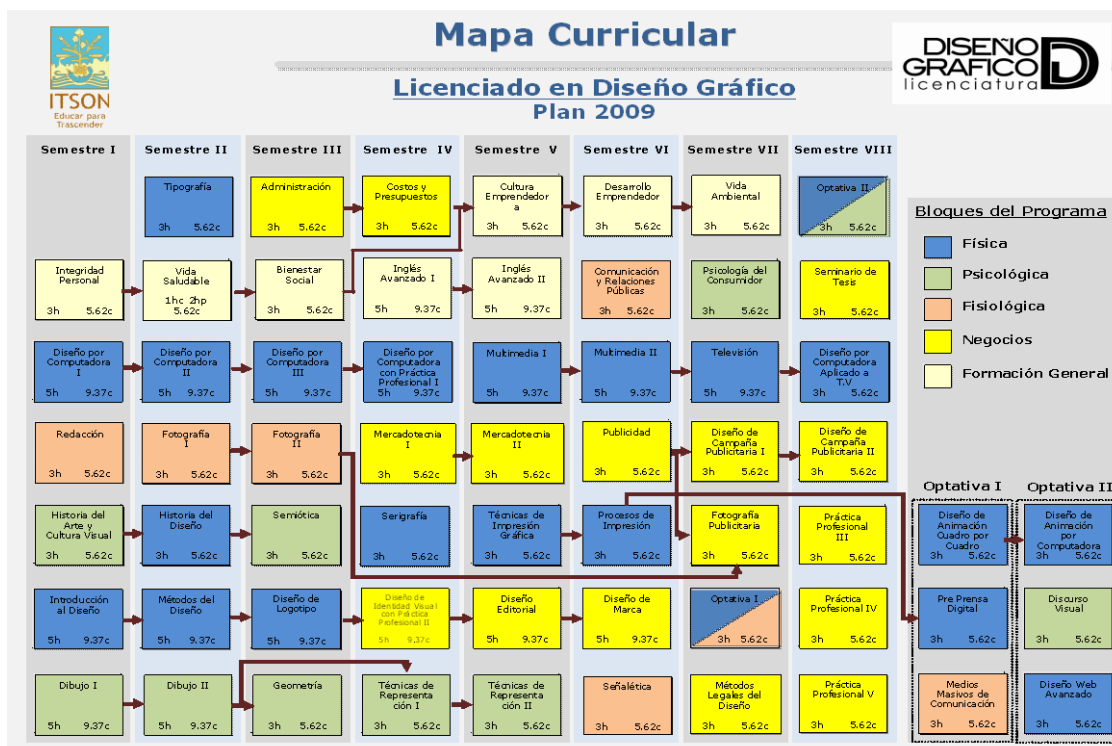 Mapa Curricular
ITSON
Educar para
Trascender
Licenciado en Diseño Gráfico
Plan 2009
DISENO
GRAFICO
licenciatura
D
Semestre I
Semestre II
Semestre III
Semestre IV
Semestre V
Semestre VI
Semestre VII
Semestre VIII
Tipografía
3h 5.62c
Administración
3h 5.62c
Costos y
Presupuestos
3h 5.62c
Cultura
Emprendedor
a
3h 5.62c
Desarrollo
Emprendedor
3h 5.62c
Vida
Ambiental
3h 5.62c
Optativa II
3h 5.62c
Integridad
Personal
3h 5.62c
Vida
Saludable
1hc 2hp
5.62c
Bienestar
Social
3h 5.62c
Inglés
Avanzado I
5h 9.37c
Inglés
Avanzado II
5h 9.37c
Comunicación
y Relaciones
Públicas
3h 5.62c
Psicología del
Consumidor
3h 5.62c
Seminario de
Tesis
3h 5.62c
Diseño por
Computadora
I
5h 9.37c
Diseño por
Computadora
II
5h 9.37c
Diseño por
Computadora
III
5h 9.37c
Diseño por
Computadora
con Práctica
Profesional I
5h 9.37c
Multimedia I
5h 9.37c
Multimedia II
5h 9.37c
Televisión
5h 9.37c
Diseño por
Computadora
Aplicado a
T.V
3h 5.62c
Redacción
3h 5.62c
Fotografía
I
3h 5.62c
Fotografía
II
3h 5.62c
Mercadotecnia
I
3h 5.62c
Mercadotecnia
II
3h 5.62c
Publicidad
3h 5.62c
Diseño de
Campaña
Publicitaria I
3h 5.62c
Diseño de
Campaña
Publicitaria II
3h 5.62c
Historia del
Arte y
Cultura Visual
3h 5.62c
Historia del
Diseño
3h 5.62c
Semiótica
3h 5.62c
Serigrafía
3h 5.62c
Técnicas de
Impresión
Gráfica
3h 5.62c
Procesos de
Impresión
3h 5.62c
Fotografía
Publicitaria
3h 5.62c
Práctica
Profesional
III
3h 5.62c
Introducción
al Diseño
5h 9.37c
Métodos del
Diseño
5h 9.37c
Diseño de
Logotipo
5h 9.37c
Diseño de
Identidad Visual
con Práctica
Profesional II
5h 9.37c
Diseño
Editorial
5h 9.37c
Diseño de
Marca
5h 9.37c
Optativa I
3h 5.62c
Práctica
Profesional IV
3h 5.62c
Dibujo I
5h 9.37c
Dibujo II
5h 9.37c
Geometría
3h 5.62c
Técnicas de
Representa
ción I
3h 5.62c
Técnicas de
Representa
ción II
3h 5.62c
Señalética
3h 5.62c
Métodos
Legales del
Diseño
3h 5.62c
Práctica
Profesional V
3h 5.62c
Bloques del Programa
Física
Psicológica
Fisiológica
Negocios
Formación General
Optativa I
Optativa II
Diseño de
Animación
Cuadro por
Cuadro
3h 5.62c
Diseño de
Animación
por
Computadora
3h 5.62c
Pre Prensa
Digital
3h 5.62c
Discurso
Visual
3h 5.62c
Medios
Masivos de
Comunicación
3h 5.62c
Diseño Web
Avanzado
3h 5.62c